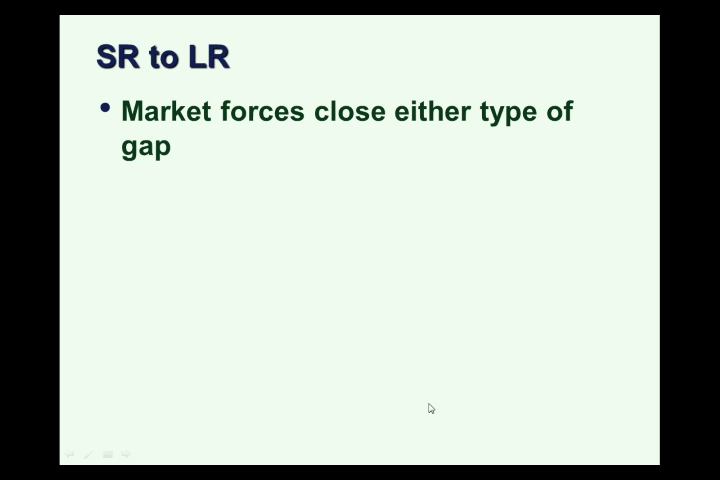 SR to LR
• Market forces close either type of
gap